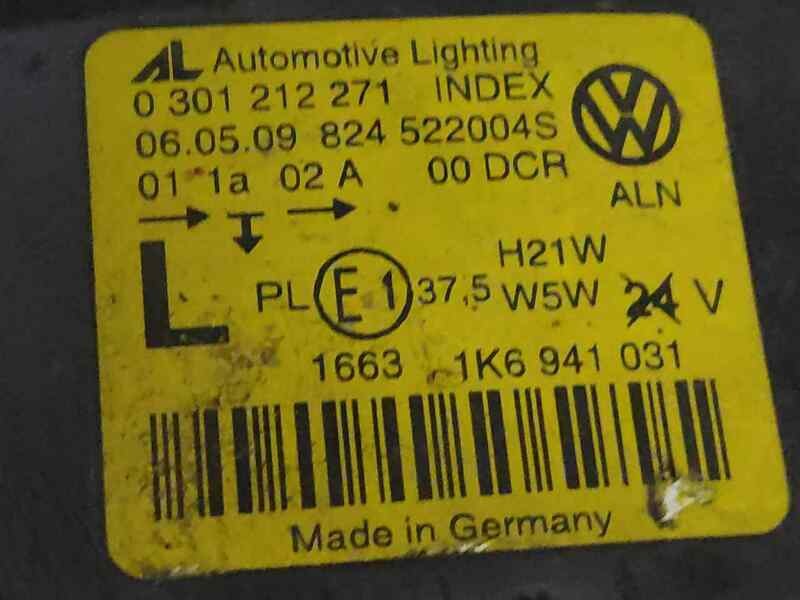 AL Automotive Lighting
0 301 212 271 INDEX
06.05.09 824 522004S
01 1a 02 A 00 DCR
VW
ALN
L
PL E1 37,5 H21W
W5W 24 V
1663 1K6 941 031
Made in Germany